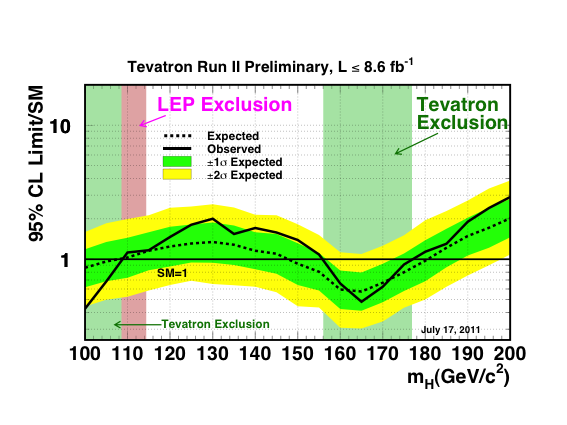 Tevatron Run II Preliminary, L ≤ 8.6 fb⁻¹
95% CL Limit/SM
10
1
LEP Exclusion
Tevatron
Exclusion
Expected
Observed
±1σ Expected
±2σ Expected
SM=1
Tevatron Exclusion
July 17, 2011
100 110 120 130 140 150 160 170 180 190 200
m_H(GeV/c²)